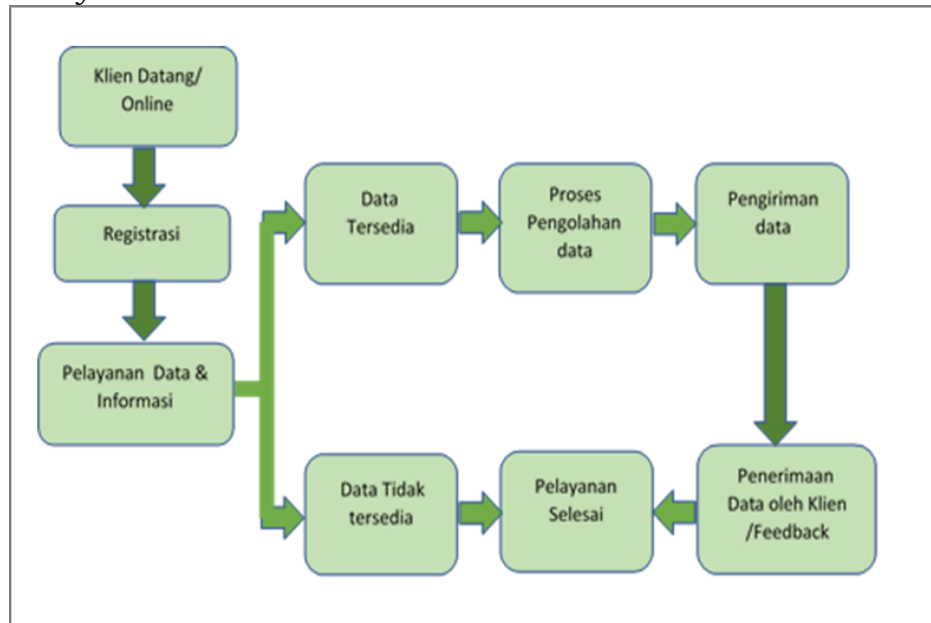 Klien Datang/
Online
Registrasi
Pelayanan Data &
Informasi
Data
Tersedia
Proses
Pengolahan
data
Pengiriman
data
Data Tidak
tersedia
Pelayanan
Selesai
Penerimaan
Data oleh Klien
/Feedback